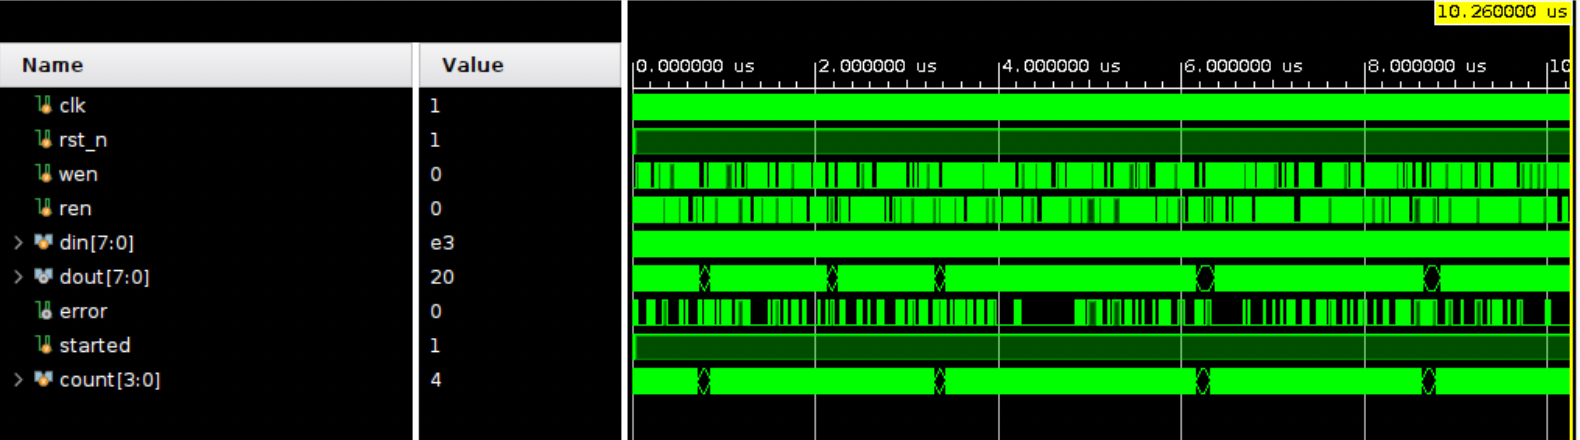 10.260000 us
Name Value
0.000000 us 2.000000 us 4.000000 us 6.000000 us 8.000000 us 10
clk 1
rst_n 1
wen 0
ren 0
din[7:0] e3
dout[7:0] 20
error 0
started 1
count[3:0] 4